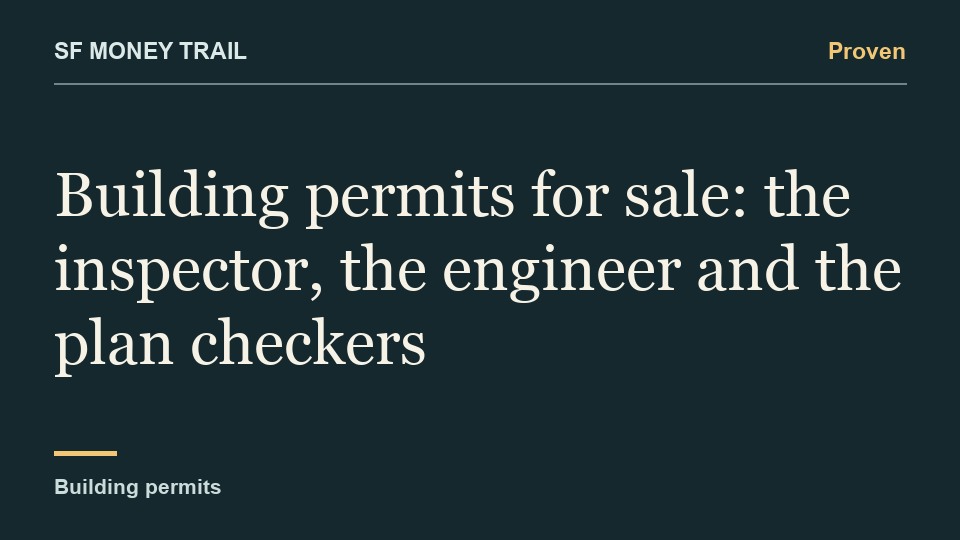 SF MONEY TRAIL
Proven
Building permits for sale: the
inspector, the engineer and the
plan checkers
Building permits